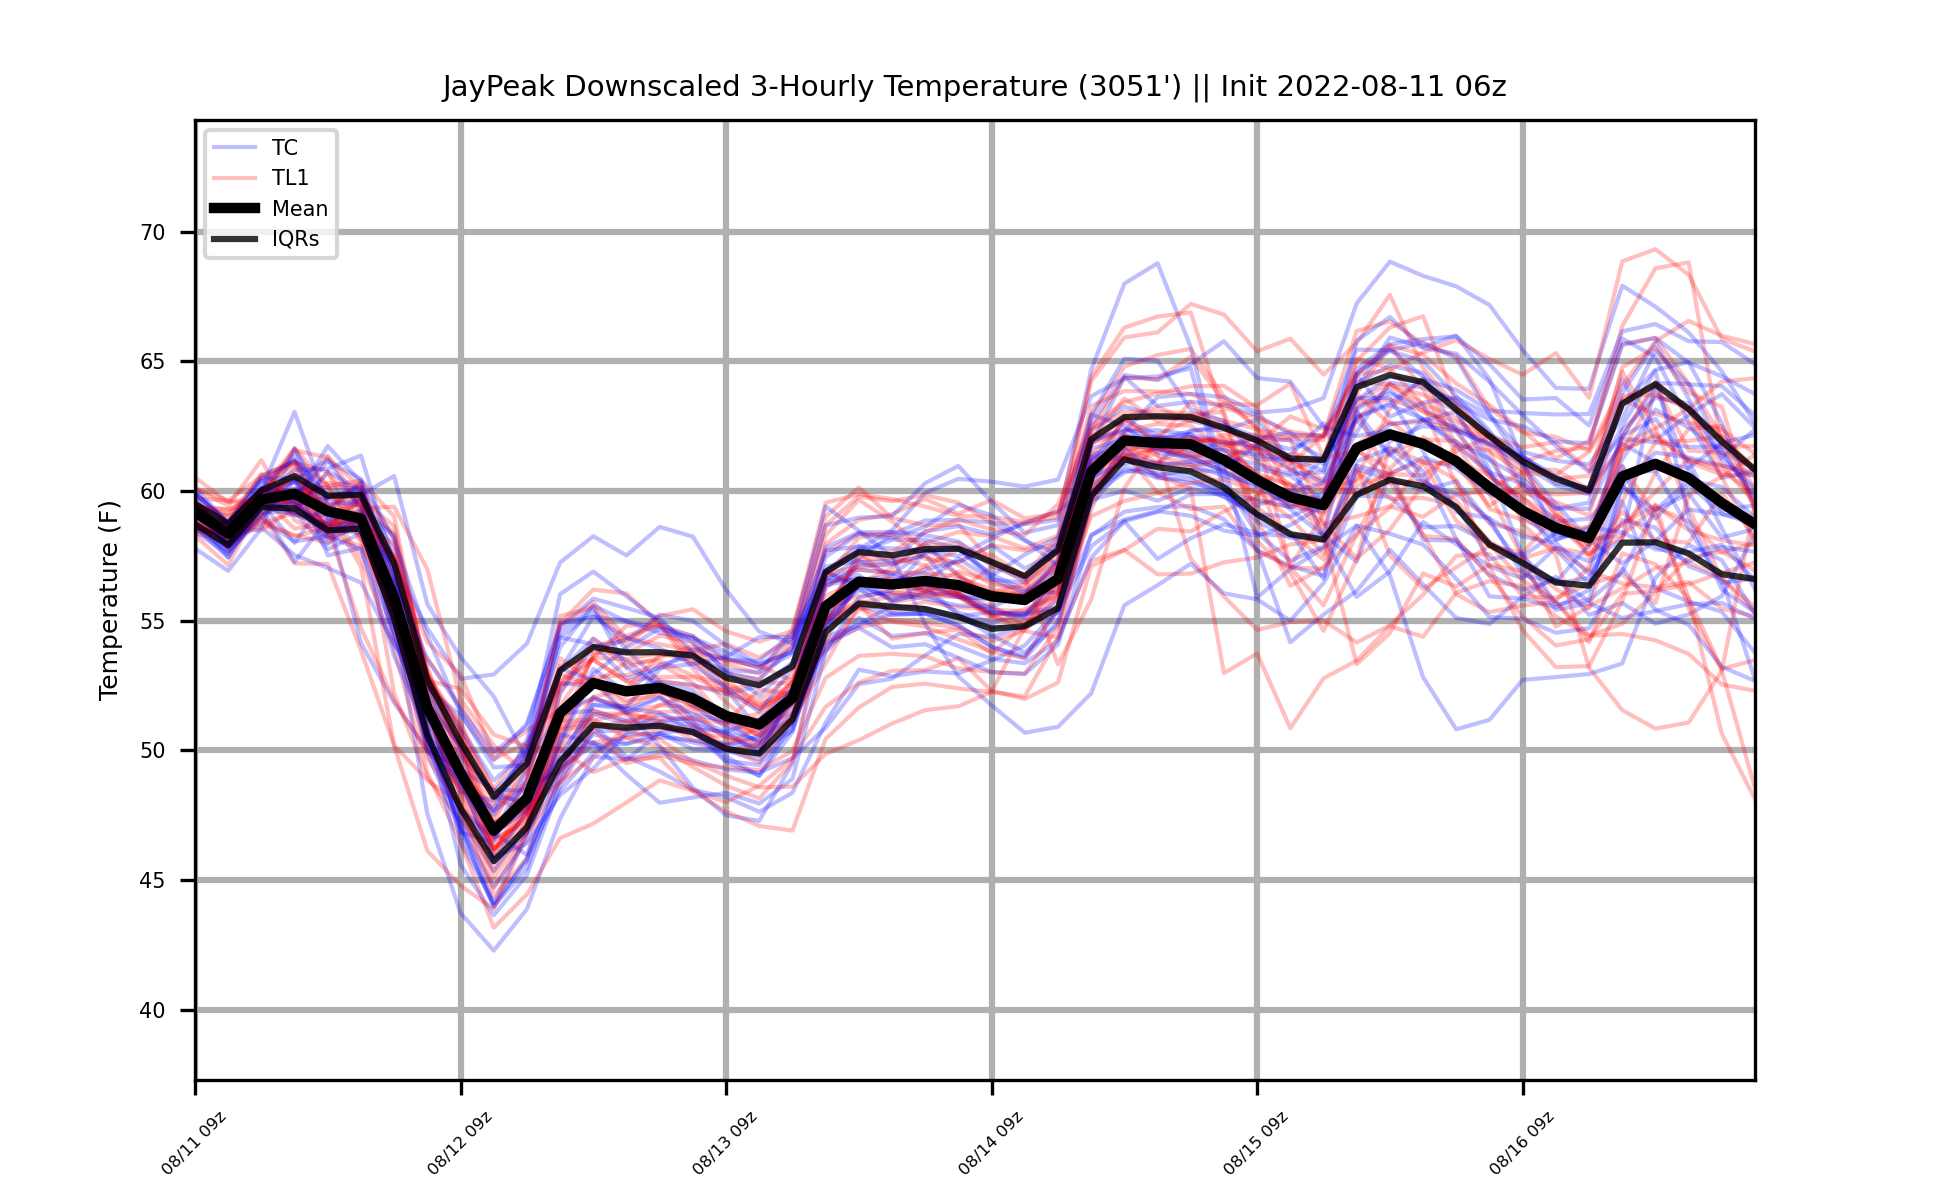 JayPeak Downscaled 3-Hourly Temperature (3051') || Init 2022-08-11 06z
TC
TL1
Mean
IQRs
Temperature (F)
70
65
60
55
50
45
40
08/11 09z
08/12 09z
08/13 09z
08/14 09z
08/15 09z
08/16 09z